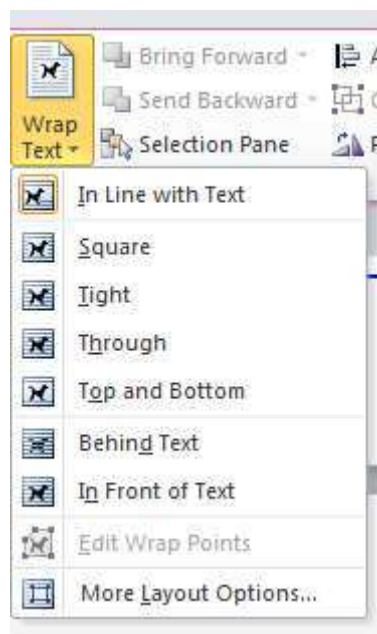 Bring Forward
Send Backward
Wrap Text
Selection Pane
In Line with Text
Square
Tight
Through
Top and Bottom
Behind Text
In Front of Text
Edit Wrap Points
More Layout Options...